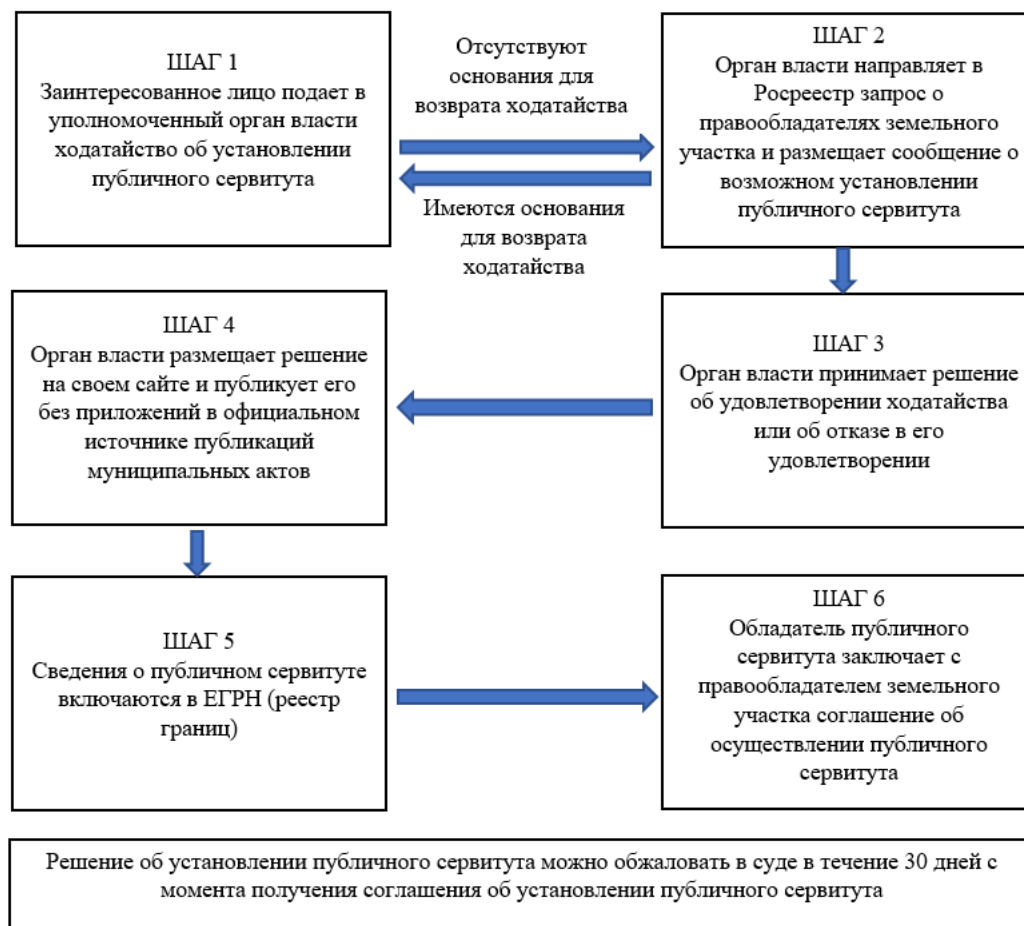 ШАГ 1
Заинтересованное лицо подает в
уполномоченный орган власти
ходатайство об установлении
публичного сервитута
Отсутствуют
основания для
возврата ходатайства
Имеются основания
для возврата
ходатайства
ШАГ 2
Орган власти направляет в
Росреестр запрос о
правообладателях земельного
участка и размещает сообщение о
возможном установлении
публичного сервитута
ШАГ 3
Орган власти принимает решение
об удовлетворении ходатайства
или об отказе в его
удовлетворении
ШАГ 4
Орган власти размещает решение
на своем сайте и публикует его
без приложений в официальном
источнике публикаций
муниципальных актов
ШАГ 5
Сведения о публичном сервитуте
включаются в ЕГРН (реестр
границ)
ШАГ 6
Обладатель публичного
сервитута заключает с
правообладателем земельного
участка соглашение об
осуществлении публичного
сервитута
Решение об установлении публичного сервитута можно обжаловать в суде в течение 30 дней с
момента получения соглашения об установлении публичного сервитута